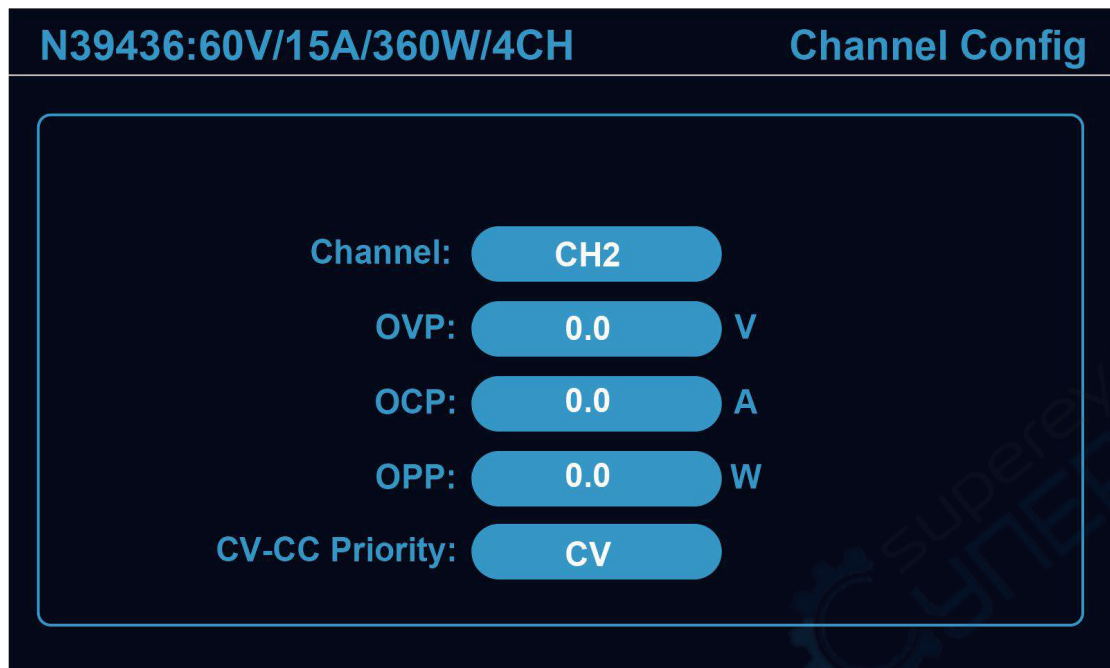 N39436:60V/15A/360W/4CH Channel Config
Channel: CH2
OVP: 0.0 V
OCP: 0.0 A
OPP: 0.0 W
CV-CC Priority: CV